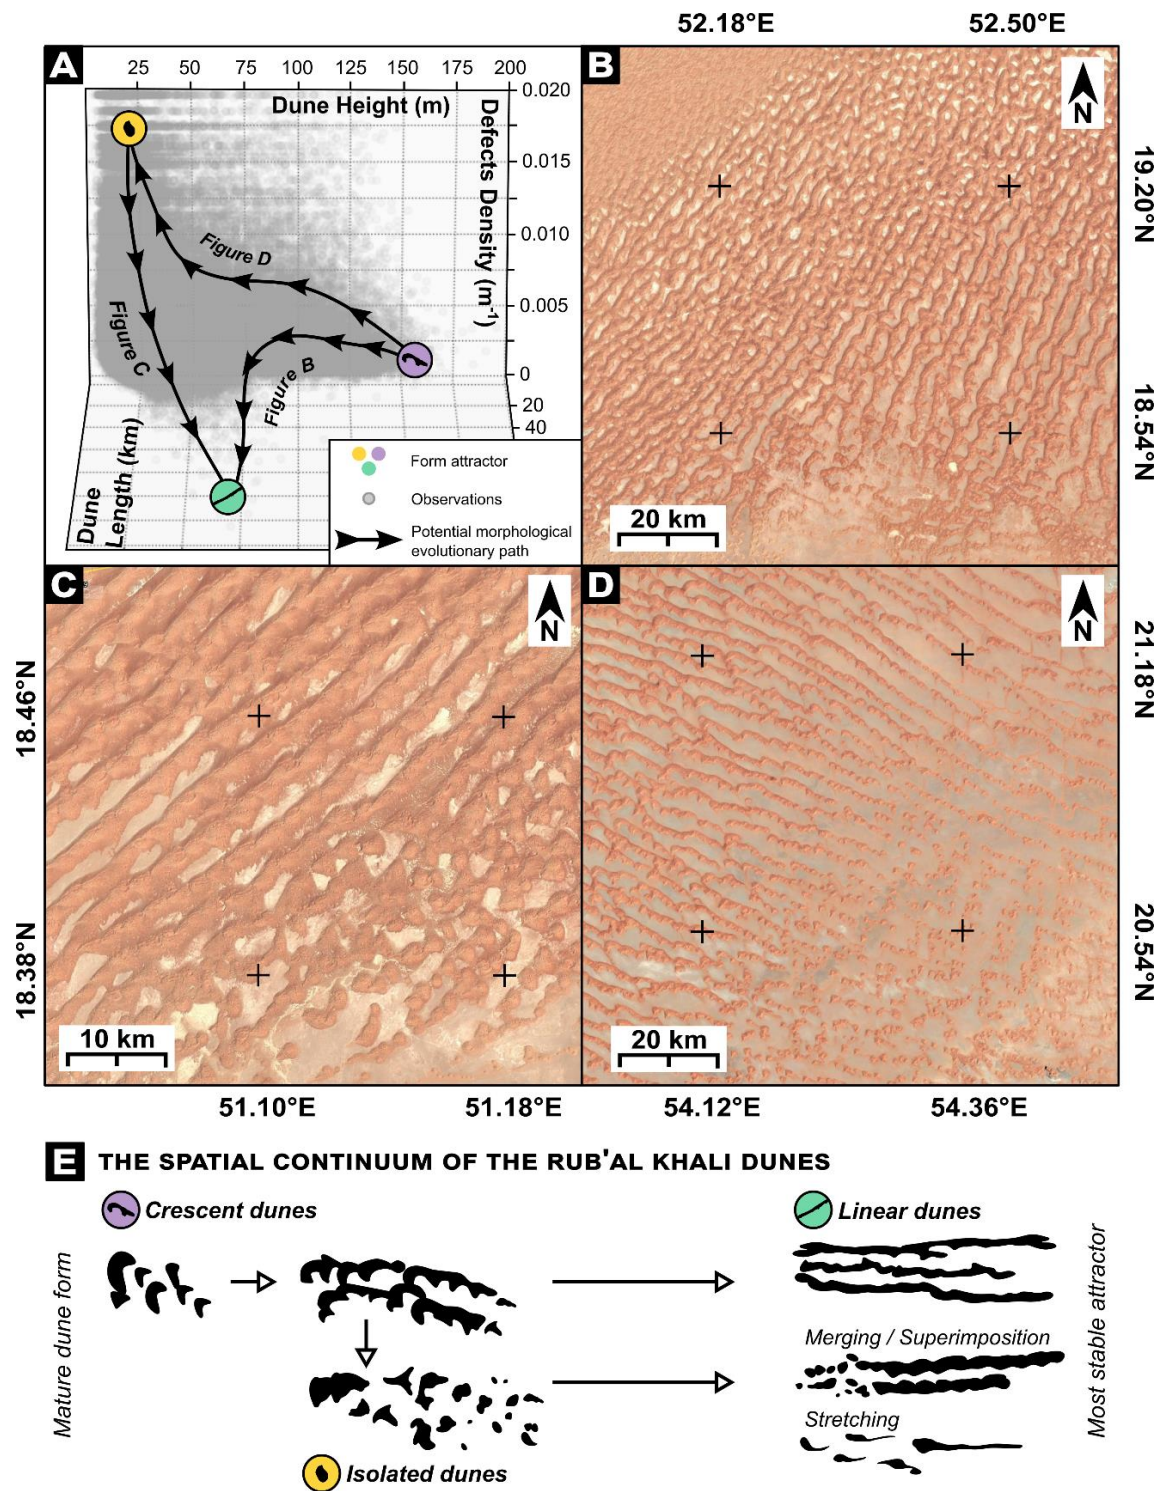 52.18°E 52.50°E
A
25 50 75 100 125 150 175 200
Dune Height (m)
Defects Density (m-1)
0.020
0.015
0.010
0.005
0
20
40
Dune
Length (km)
Figure D
Figure C
Figure B
Form attractor
Observations
Potential morphological
evolutionary path
B
N
19.20°N
18.54°N
20 km
C
N
18.46°N
18.38°N
10 km
51.10°E 51.18°E
D
N
21.18°N
20.54°N
20 km
54.12°E 54.36°E
E THE SPATIAL CONTINUUM OF THE RUB'AL KHALI DUNES
Crescent dunes
Linear dunes
Mature dune form
Merging / Superimposition
Stretching
Most stable attractor
Isolated dunes